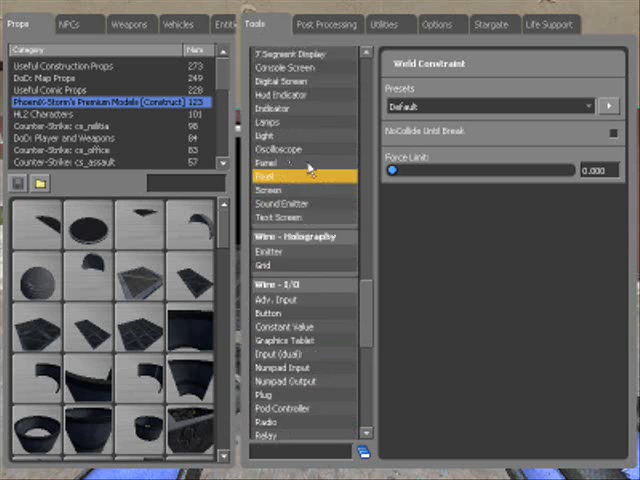 Props NPCs Weapons Vehicles Entiti
Category Num
Useful Construction Props 273
DoD: Map Props 249
Useful Comic Props 228
PhoeniX-Storm's Premium Models (Construct) 123
HL2 Characters 101
Counter-Strike: cs_militia 98
DoD: Player and Weapons 84
Counter-Strike: cs_office 83
Counter-Strike: cs_assault 57
Tools Post Processing Utilities Options Stargate Life Support
7 Segment Display
Console Screen
Digital Screen
Hud Indicator
Indicator
Lamps
Light
Oscilloscope
Panel
Pixel
Screen
Sound Emitter
Text Screen
Wire - Holography
Emitter
Grid
Wire - I/O
Adv. Input
Button
Constant Value
Graphics Tablet
Input (dual)
Numpad Input
Numpad Output
Plug
Pod Controller
Radio
Relay
Weld Constraint
Presets
Default
NoCollide Until Break
Force Limit:
0.000